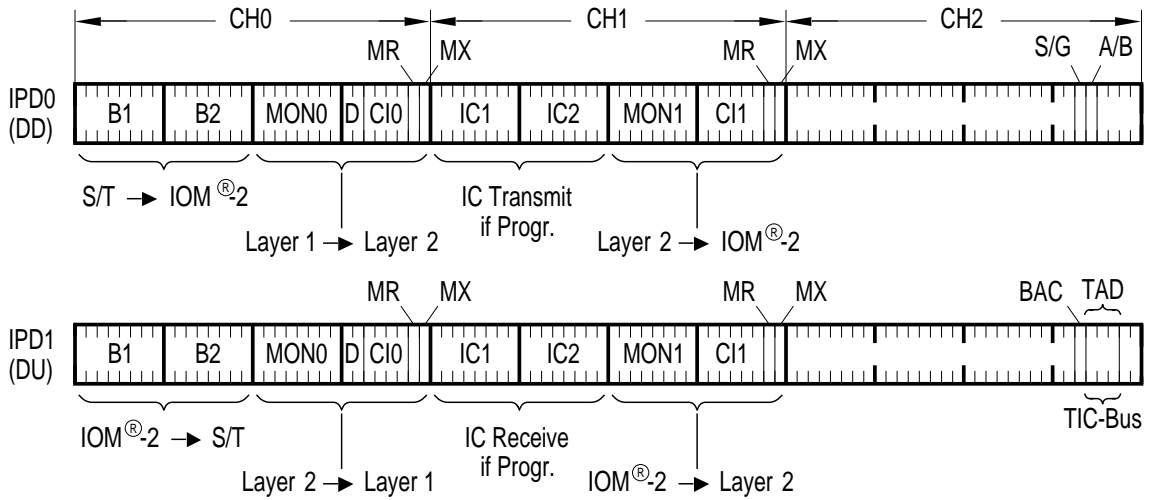 CH0 CH1 CH2
MR MX MR MX S/G A/B
IPD0
(DD)
B1 B2 MON0 D CI0 IC1 IC2 MON1 CI1
S/T → IOM®-2
IC Transmit
if Progr.
Layer 1 → Layer 2
Layer 2 → IOM®-2
MR MX MR MX BAC TAD
IPD1
(DU)
B1 B2 MON0 D CI0 IC1 IC2 MON1 CI1
TIC-Bus
IOM®-2 → S/T
IC Receive
if Progr.
Layer 2 → Layer 1
IOM®-2 → Layer 2